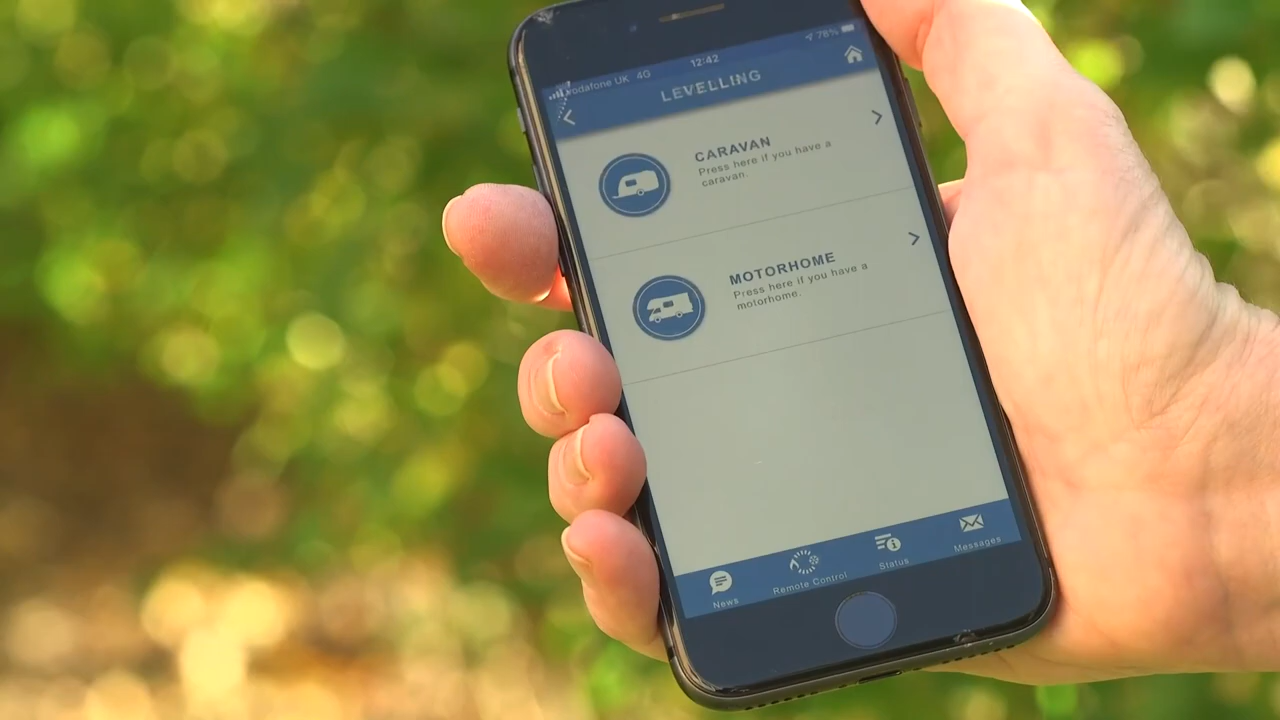 vodafone UK 4G 12:42 78%
LEVELLING
CARAVAN
Press here if you have a
caravan.
MOTORHOME
Press here if you have a
motorhome.
News Remote Control Status Messages